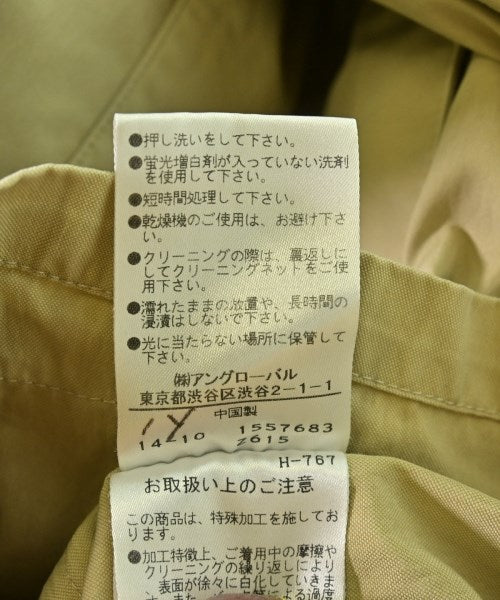 ●押し洗いをして下さい。
●蛍光増白剤が入っていない洗剤
を使用して下さい。
●短時間処理して下さい。
●乾燥機のご使用は、お避け下さ
い。
●クリーニングの際は、裏返しに
してクリーニングネットをご使
用下さい。
●濡れたままの放置や、長時間の
浸漬はしないで下さい。
●光に当たらない場所に保管して
下さい。
㈱アングローバル
東京都渋谷区渋谷2-1-1
中国製
14-10 1557683
Z615
H-767
お取扱い上のご注意
この商品は、特殊加工を施してお
ります。
●加工特徴上、ご着用中の摩擦や
クリーニングの繰り返しにより
表面が徐々に白化していきま